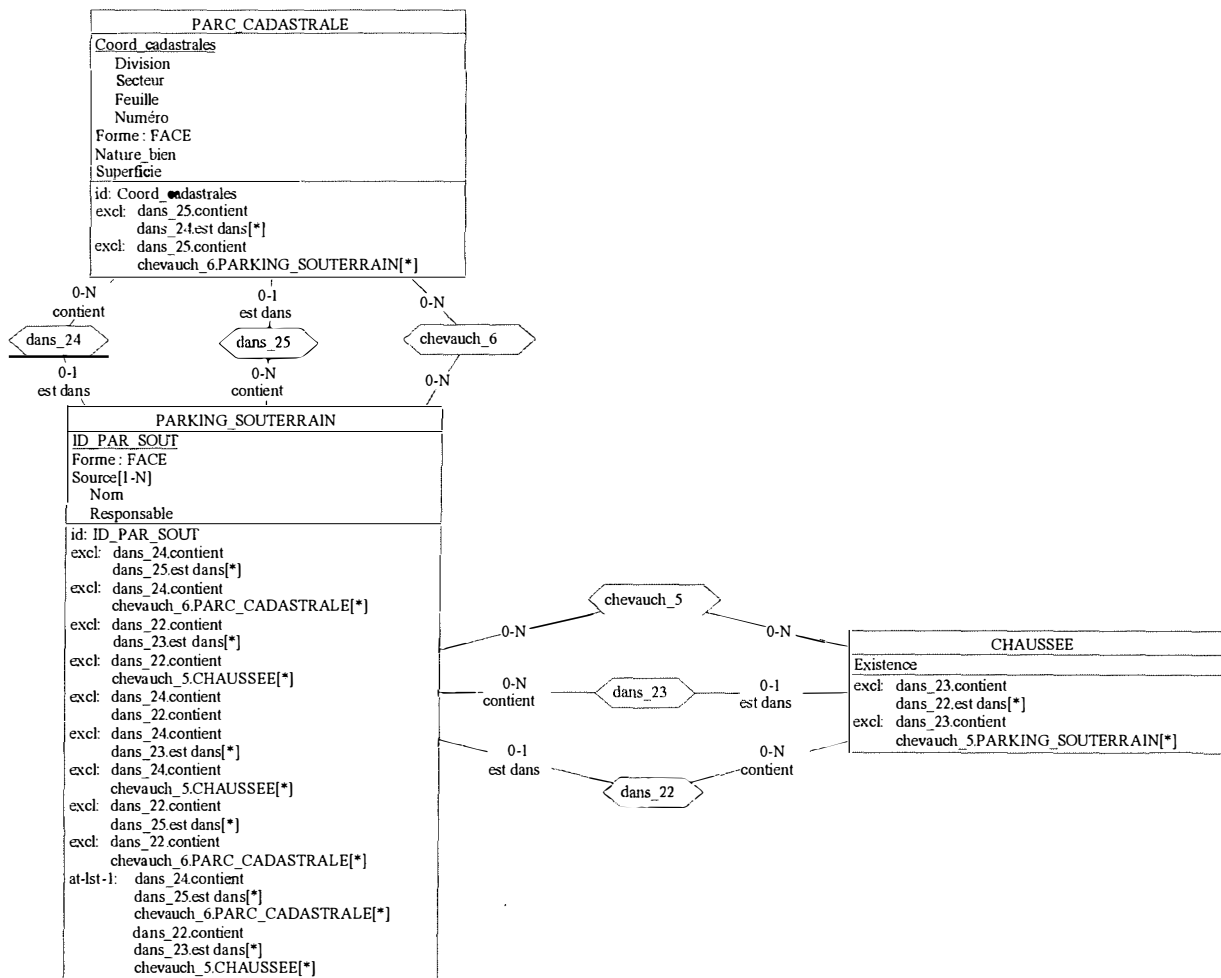 PARC_CADASTRALE
Coord_cadastrales
Division
Secteur
Feuille
Numéro
Forme : FACE
Nature_bien
Superficie
id: Coord_cadastrales
excl: dans_25.contient
dans_24.est dans[*]
excl: dans_25.contient
chevauch_6.PARKING_SOUTERRAIN[*]
0-N
contient
0-1
est dans
0-N
dans_24
dans_25
chevauch_6
0-1
est dans
0-N
contient
0-N
PARKING_SOUTERRAIN
ID_PAR_SOUT
Forme : FACE
Source[1-N]
Nom
Responsable
id: ID_PAR_SOUT
excl: dans_24.contient
dans_25.est dans[*]
excl: dans_24.contient
chevauch_6.PARC_CADASTRALE[*]
excl: dans_22.contient
dans_23.est dans[*]
excl: dans_22.contient
chevauch_5.CHAUSSEE[*]
excl: dans_24.contient
dans_22.contient
excl: dans_24.contient
dans_23.est dans[*]
excl: dans_24.contient
chevauch_5.CHAUSSEE[*]
excl: dans_22.contient
dans_25.est dans[*]
excl: dans_22.contient
chevauch_6.PARC_CADASTRALE[*]
at-lst-1: dans_24.contient
dans_25.est dans[*]
chevauch_6.PARC_CADASTRALE[*]
dans_22.contient
dans_23.est dans[*]
chevauch_5.CHAUSSEE[*]
chevauch_5
0-N
0-N
0-N
contient
dans_23
0-1
est dans
0-1
est dans
dans_22
0-N
contient
CHAUSSEE
Existence
excl: dans_23.contient
dans_22.est dans[*]
excl: dans_23.contient
chevauch_5.PARKING_SOUTERRAIN[*]